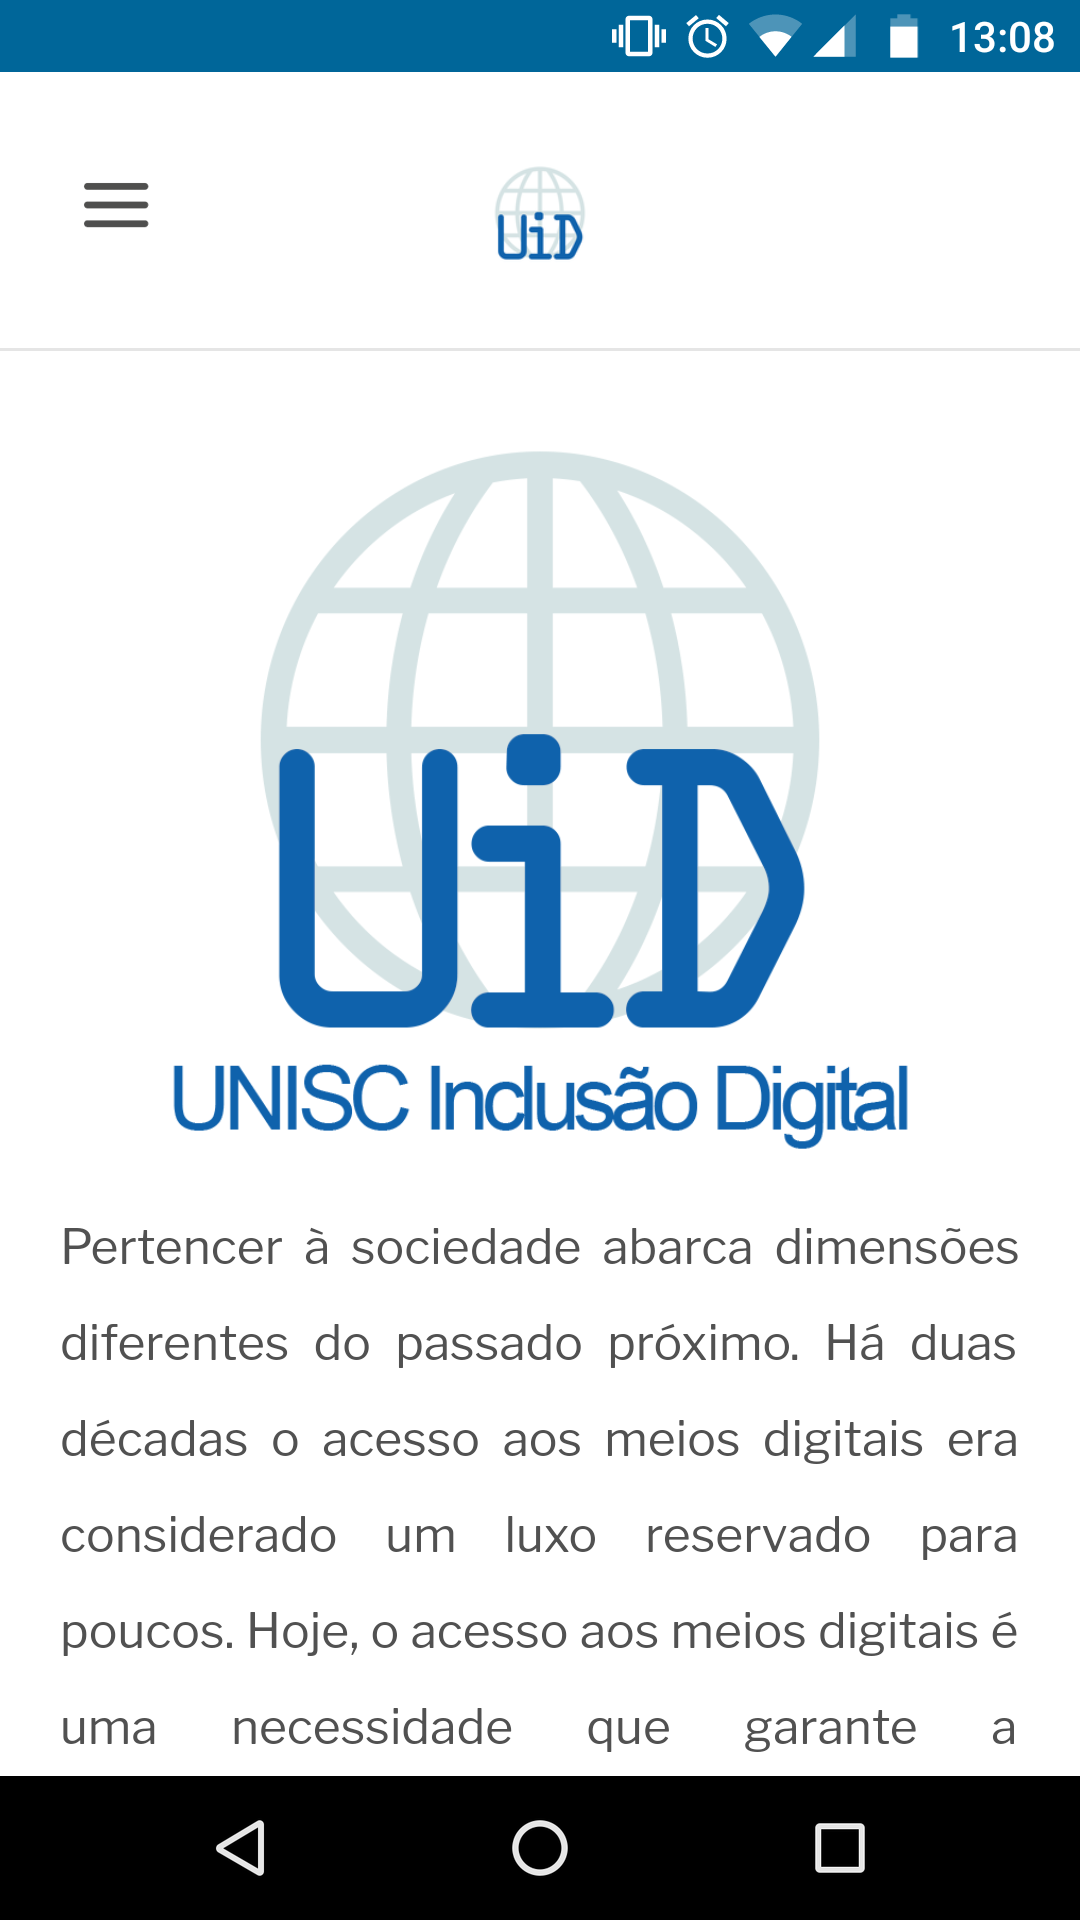 13:08
UiD
UiD
UNISC Inclusão Digital
Pertencer à sociedade abarca dimensões
diferentes do passado próximo. Há duas
décadas o acesso aos meios digitais era
considerado um luxo reservado para
poucos. Hoje, o acesso aos meios digitais é
uma necessidade que garante a